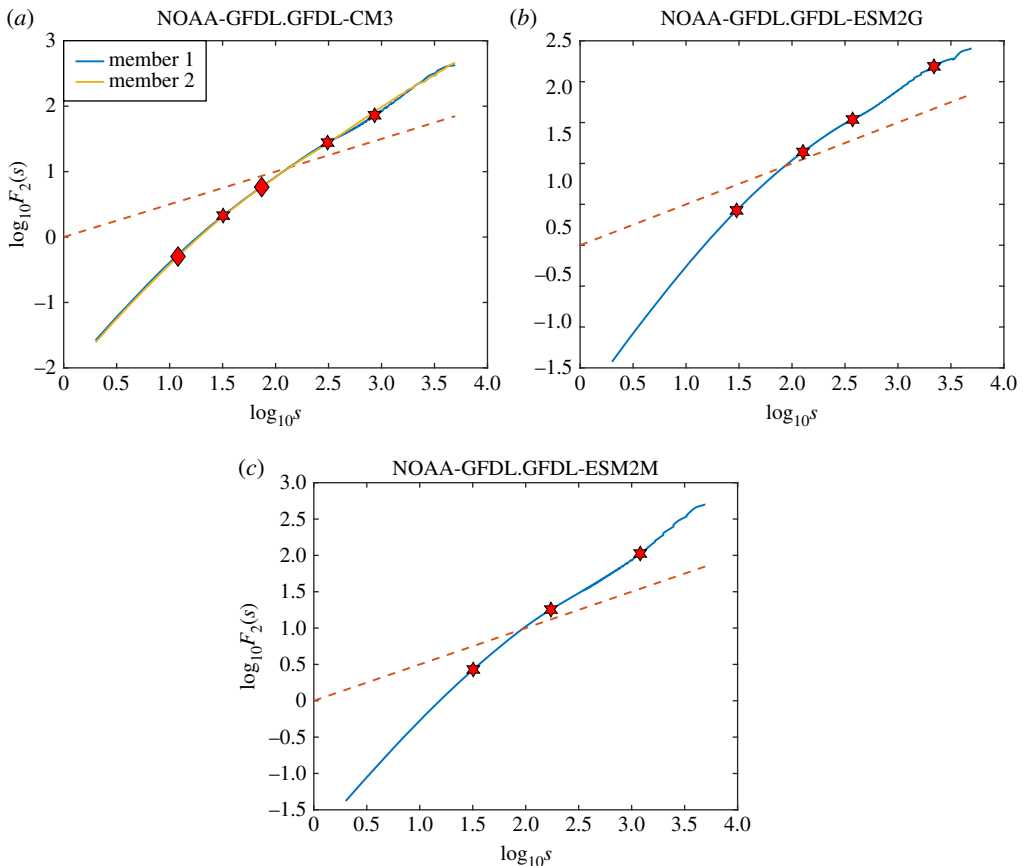 (a) NOAA-GFDL.GFDL-CM3
3
2
1
0
–1
–2
log10F2(s)
member 1
member 2
0 0.5 1.0 1.5 2.0 2.5 3.0 3.5 4.0
log10s
(b) NOAA-GFDL.GFDL-ESM2G
2.5
2.0
1.5
1.0
0.5
–0.5
–1.0
–1.5
0 0.5 1.0 1.5 2.0 2.5 3.0 3.5 4.0
log10s
(c) NOAA-GFDL.GFDL-ESM2M
3.0
2.5
2.0
1.5
1.0
0.5
0
–0.5
–1.0
–1.5
log10F2(s)
0 0.5 1.0 1.5 2.0 2.5 3.0 3.5 4.0
log10s